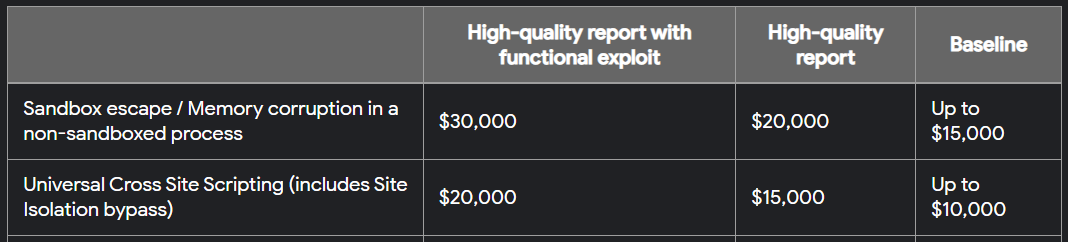 High-quality report with
functional exploit
High-quality
report
Baseline
Sandbox escape / Memory corruption in a
non-sandboxed process
$30,000
$20,000
Up to
$15,000
Universal Cross Site Scripting (includes Site
Isolation bypass)
$20,000
$15,000
Up to
$10,000